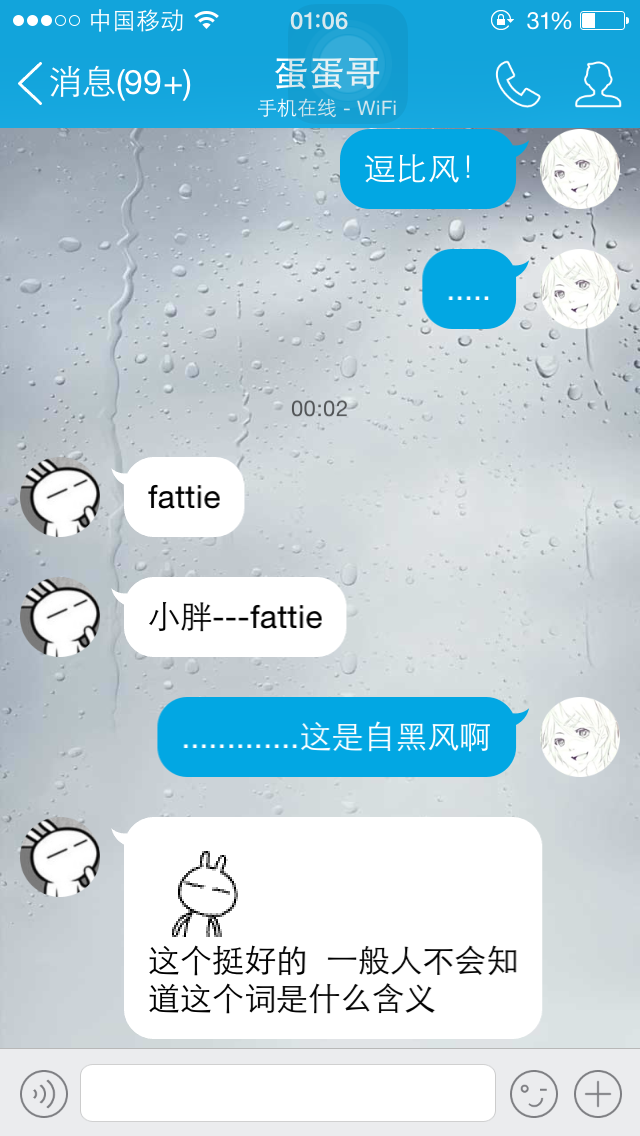 中国移动 01:06 31%
消息(99+) 蛋蛋哥
手机在线 - WiFi
逗比风！
.....
00:02
fattie
小胖---fattie
.............这是自黑风啊
这个挺好的 一般人不会知
道这个词是什么含义